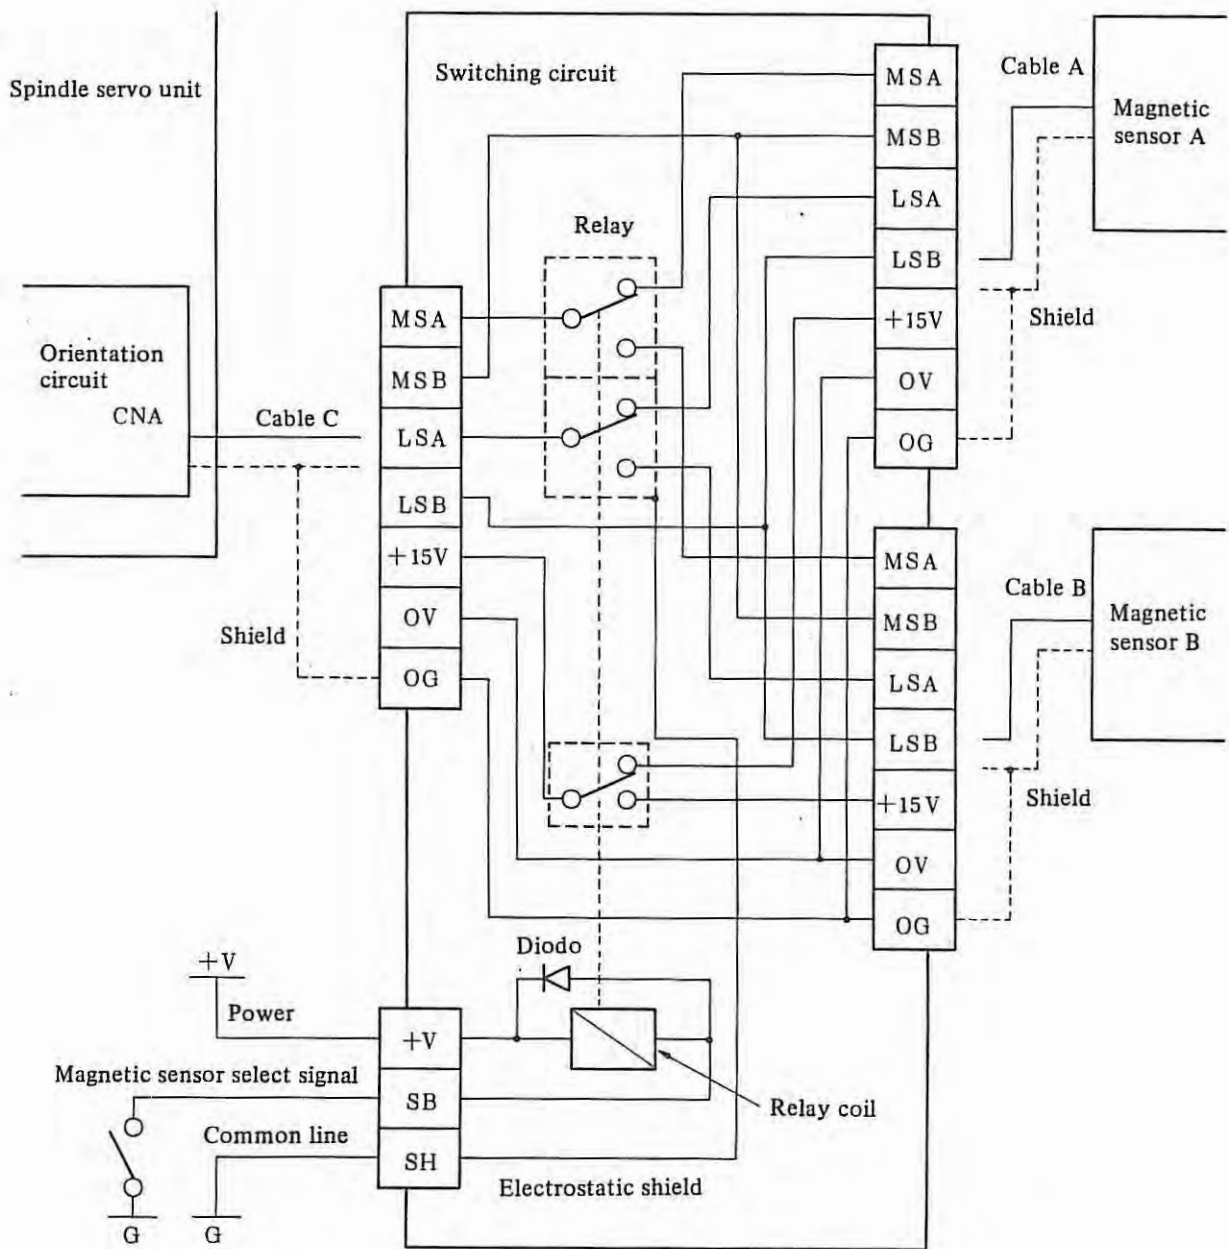 Spindle servo unit
Orientation
circuit
CNA
Cable C
Shield
Switching circuit
Relay
MSA
MSB
LSA
LSB
+15V
OV
OG
MSA
MSB
LSA
LSB
+15V
OV
OG
Cable A
Magnetic
sensor A
Shield
MSA
MSB
LSA
LSB
+15V
OV
OG
Cable B
Magnetic
sensor B
Shield
+V
Power
Magnetic sensor select signal
Common line
G
G
+V
SB
SH
Diodo
Relay coil
Electrostatic shield